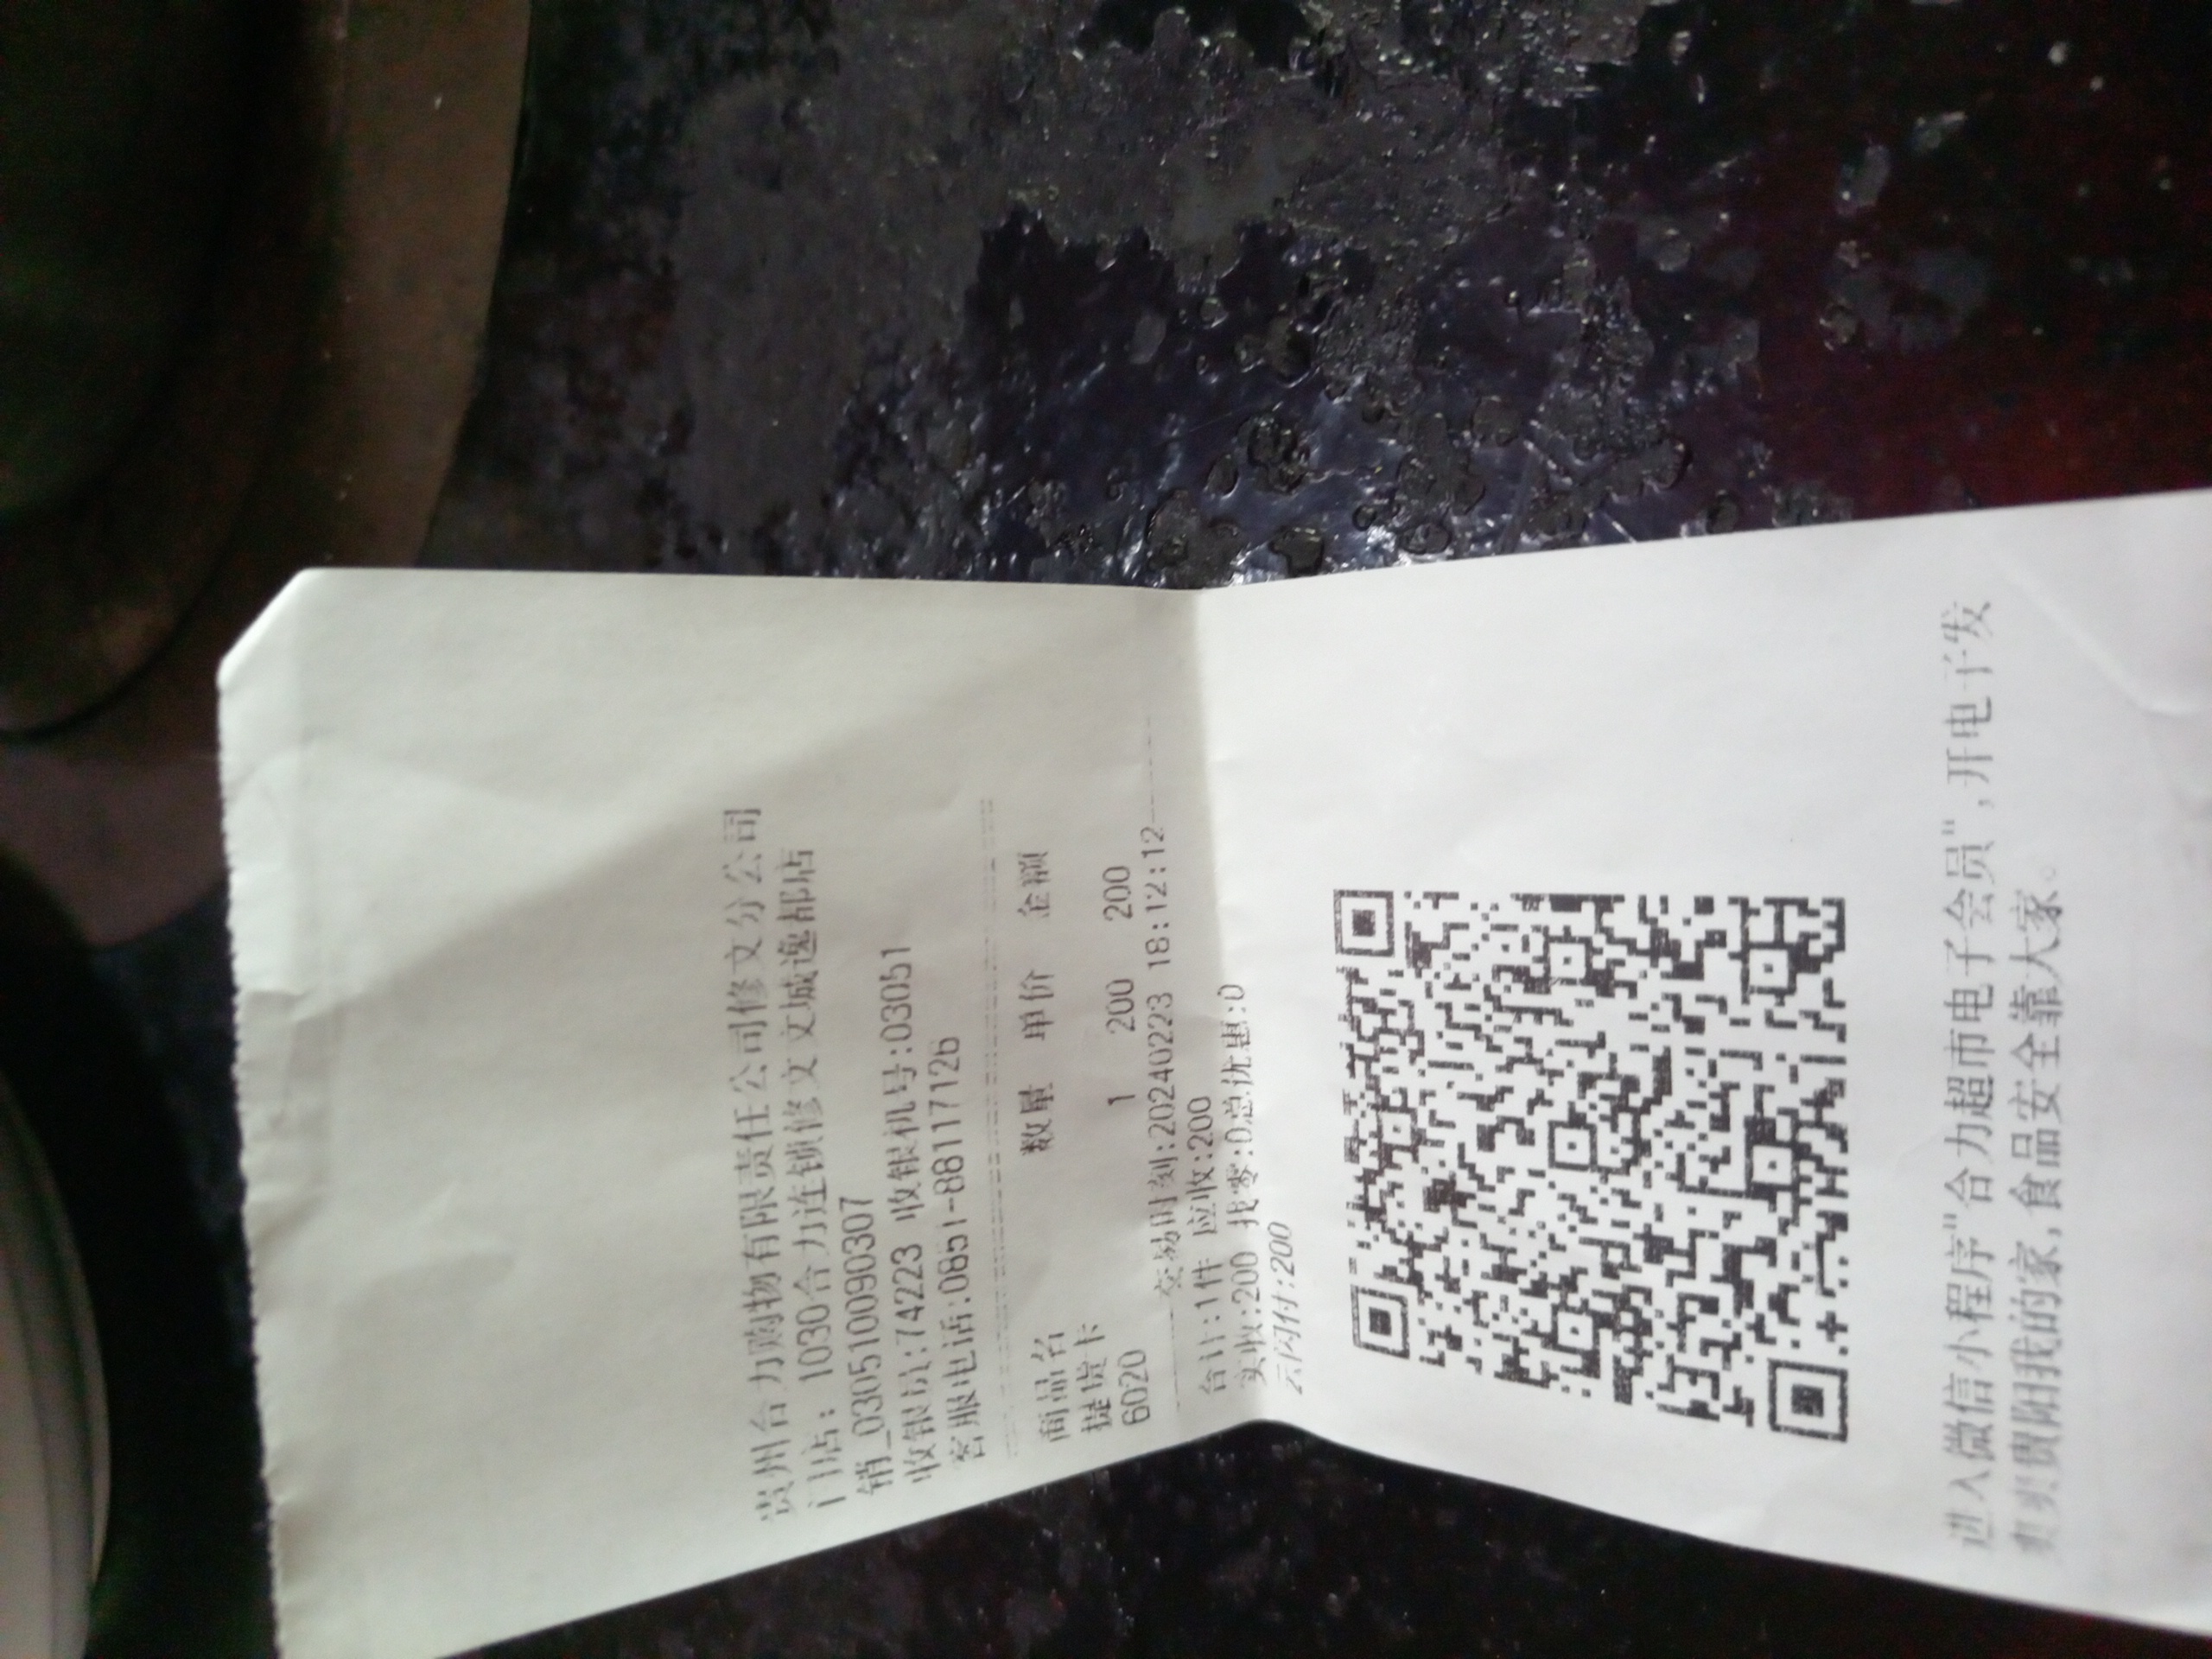 贵州合力购物有限责任公司修文分公司
门店: 1030合力连锁修文文城逸都店
销_03051009030​7
收银员:74223 收银机号:03051
客服电话:0851-88117126
商品名 数量 单价 金额
提货卡
6020 1 200 200
交易时刻:20240223 18:12:12
合计:1件 应收:200
实收:200 找零:0总优惠:0
云闪付:200
进入微信小程序"合力超市电子会员",开电子发
爽爽贵阳我的家,食品安全靠大家。